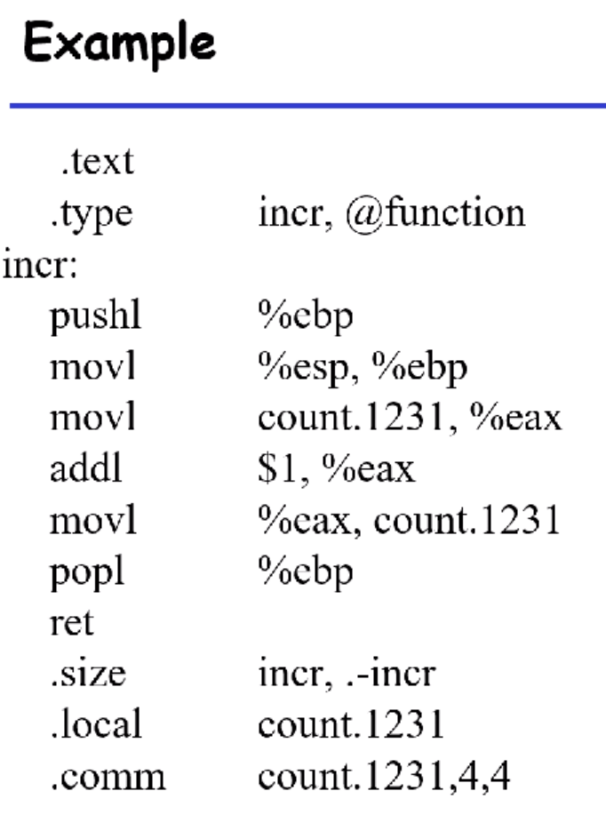 Example
.text
.type incr, @function
incr:
pushl %ebp
movl %esp, %ebp
movl count.1231, %eax
addl $1, %eax
movl %eax, count.1231
popl %ebp
ret
.size incr, .-incr
.local count.1231
.comm count.1231,4,4